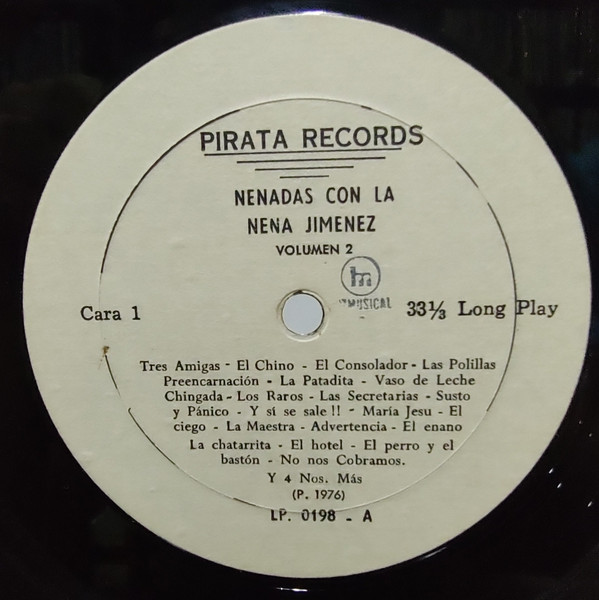 PIRATA RECORDS
NENADAS CON LA
NENA JIMENEZ
VOLUMEN 2
MUSICAL
Cara 1
33⅓ Long Play
Tres Amigas - El Chino - El Consolador - Las Polillas
Preencarnación - La Patadita - Vaso de Leche
Chingada - Los Raros - Las Secretarias - Susto
y Pánico - Y sí se sale!! - María Jesu - El
ciego - La Maestra - Advertencia - El enano
La chatarrita - El hotel - El perro y el
bastón - No nos Cobramos.
Y 4 Nos. Más
(P. 1976)
LP. 0198 - A